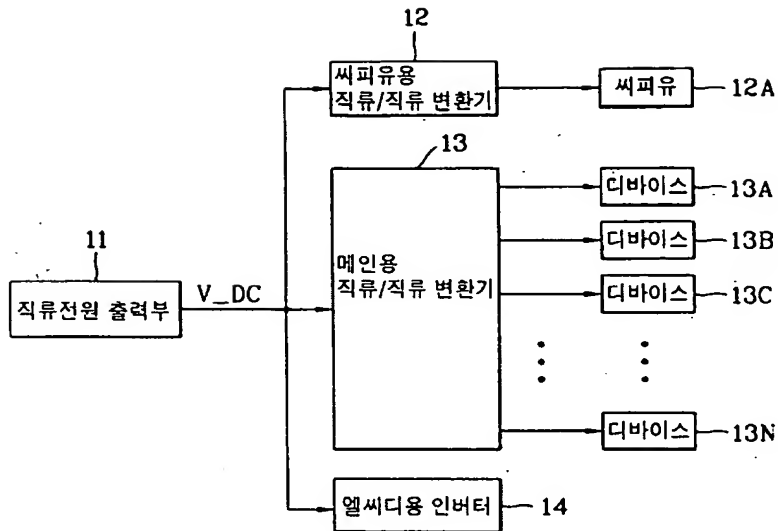 12
씨피유용
직류/직류 변환기
씨피유
12A
13
메인용
직류/직류 변환기
디바이스
13A
디바이스
13B
디바이스
13C
디바이스
13N
11
직류전원 출력부
V_DC
엘씨디용 인버터
14